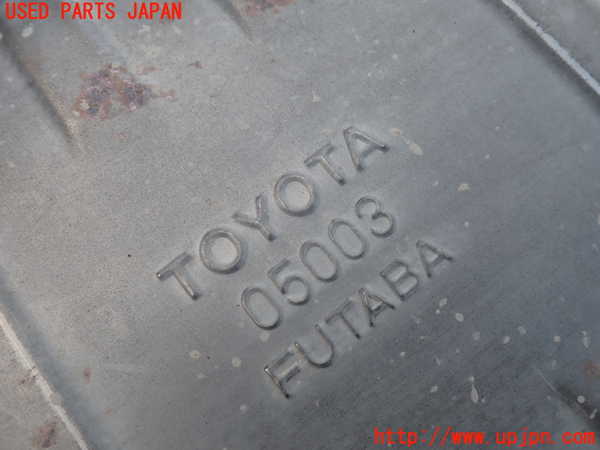 USED PARTS JAPAN
TOYOTA
05003
FUTABA
http://www.upjpn.com